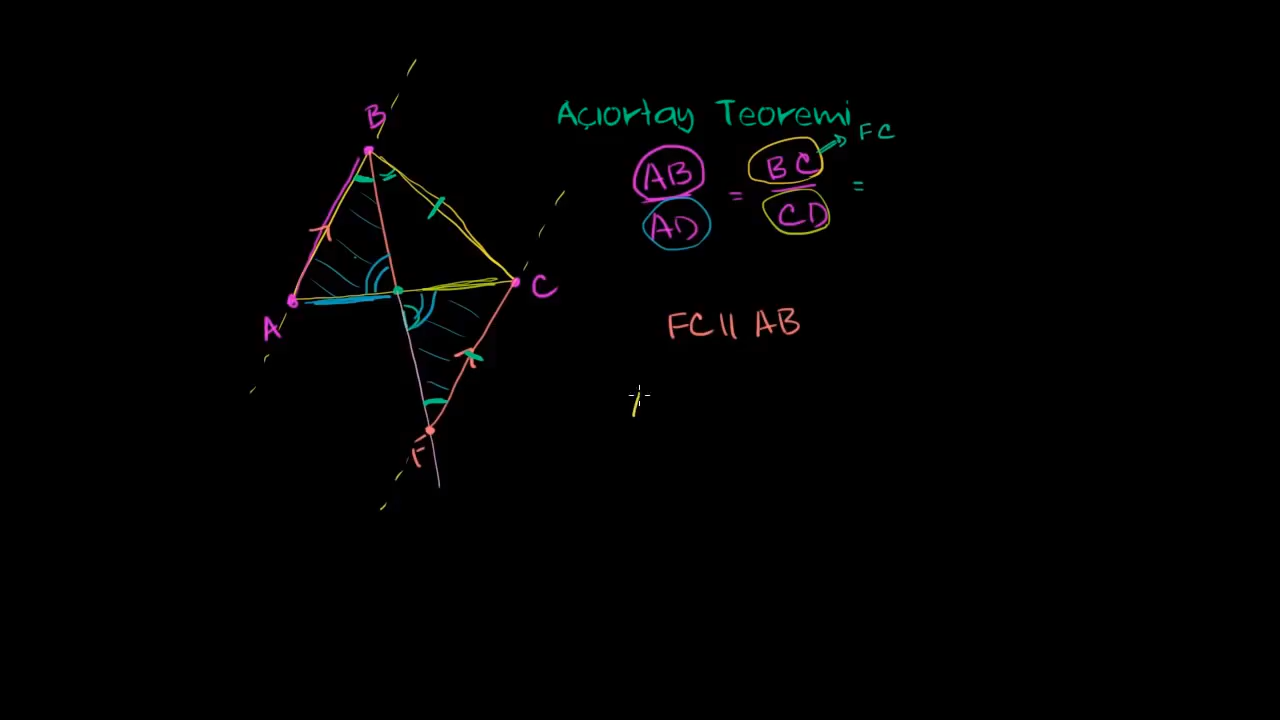 Açıortay Teoremi
B
FC
AB = BC =
AD CD
C
A
D
FC || AB
F